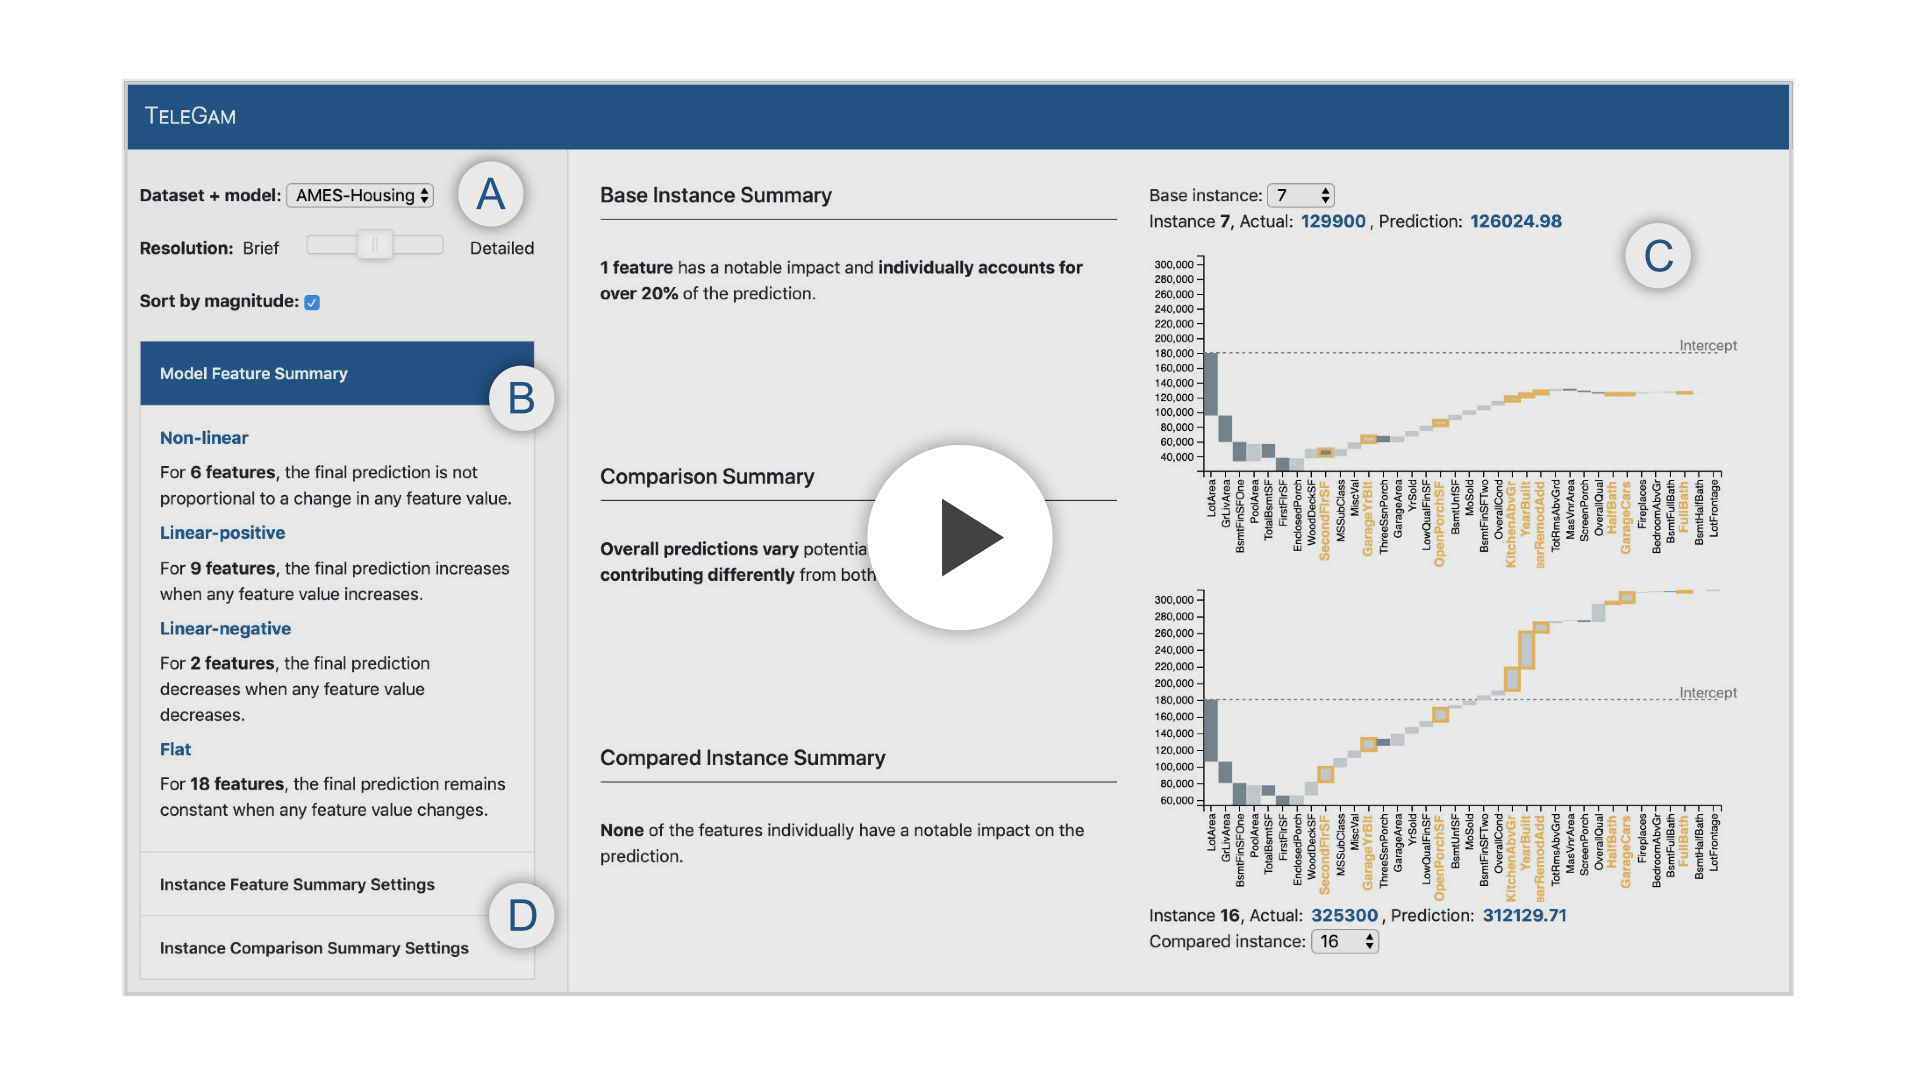 TELEGAM
Dataset + model: AMES-Housing
A
Resolution: Brief Detailed
Sort by magnitude:
Model Feature Summary
B
Non-linear
For 6 features, the final prediction is not
proportional to a change in any feature value.
Linear-positive
For 9 features, the final prediction increases
when any feature value increases.
Linear-negative
For 2 features, the final prediction
decreases when any feature value
decreases.
Flat
For 18 features, the final prediction remains
constant when any feature value changes.
Instance Feature Summary Settings
D
Instance Comparison Summary Settings
Base Instance Summary
1 feature has a notable impact and individually accounts for
over 20% of the prediction.
Comparison Summary
Overall predictions vary
contributing differently from both
Compared Instance Summary
None of the features individually have a notable impact on the
prediction.
Base instance: 7
Instance 7, Actual: 129900 , Prediction: 126024.98
C
300,000
280,000
260,000
240,000
220,000
200,000
180,000
160,000
140,000
120,000
100,000
80,000
60,000
40,000
Intercept
LotArea
GrLivArea
BsmtFinSFOne
PoolArea
TotalBsmtSF
FirstFlrSF
EnclosedPorch
WoodDeckSF
SecondFlrSF
MSSubClass
MiscVal
GarageYrBlt
ThreeSsnPorch
GarageArea
YrSold
LowQualFinSF
OpenPorchSF
BsmtUnfSF
MoSold
BsmtFinSFTwo
OverallCond
KitchenAbvGr
YearBuilt
earRemodAdd
TotRmsAbvGrd
MasVnrArea
ScreenPorch
OverallQual
HalfBath
GarageCars
Fireplaces
BedroomAbvGr
BsmtFullBath
FullBath
BsmtHalfBath
LotFrontage
300,000
280,000
260,000
240,000
220,000
200,000
180,000
160,000
140,000
120,000
100,000
80,000
60,000
Intercept
LotArea
GrLivArea
BsmtFinSFOne
PoolArea
TotalBsmtSF
FirstFlrSF
EnclosedPorch
WoodDeckSF
SecondFlrSF
MSSubClass
MiscVal
GarageYrBlt
ThreeSsnPorch
GarageArea
YrSold
LowQualFinSF
OpenPorchSF
BsmtUnfSF
MoSold
BsmtFinSFTwo
OverallCond
KitchenAbvGr
YearBuilt
earRemodAdd
TotRmsAbvGrd
MasVnrArea
ScreenPorch
OverallQual
HalfBath
GarageCars
Fireplaces
BedroomAbvGr
BsmtFullBath
FullBath
BsmtHalfBath
LotFrontage
Instance 16, Actual: 325300 , Prediction: 312129.71
Compared instance: 16